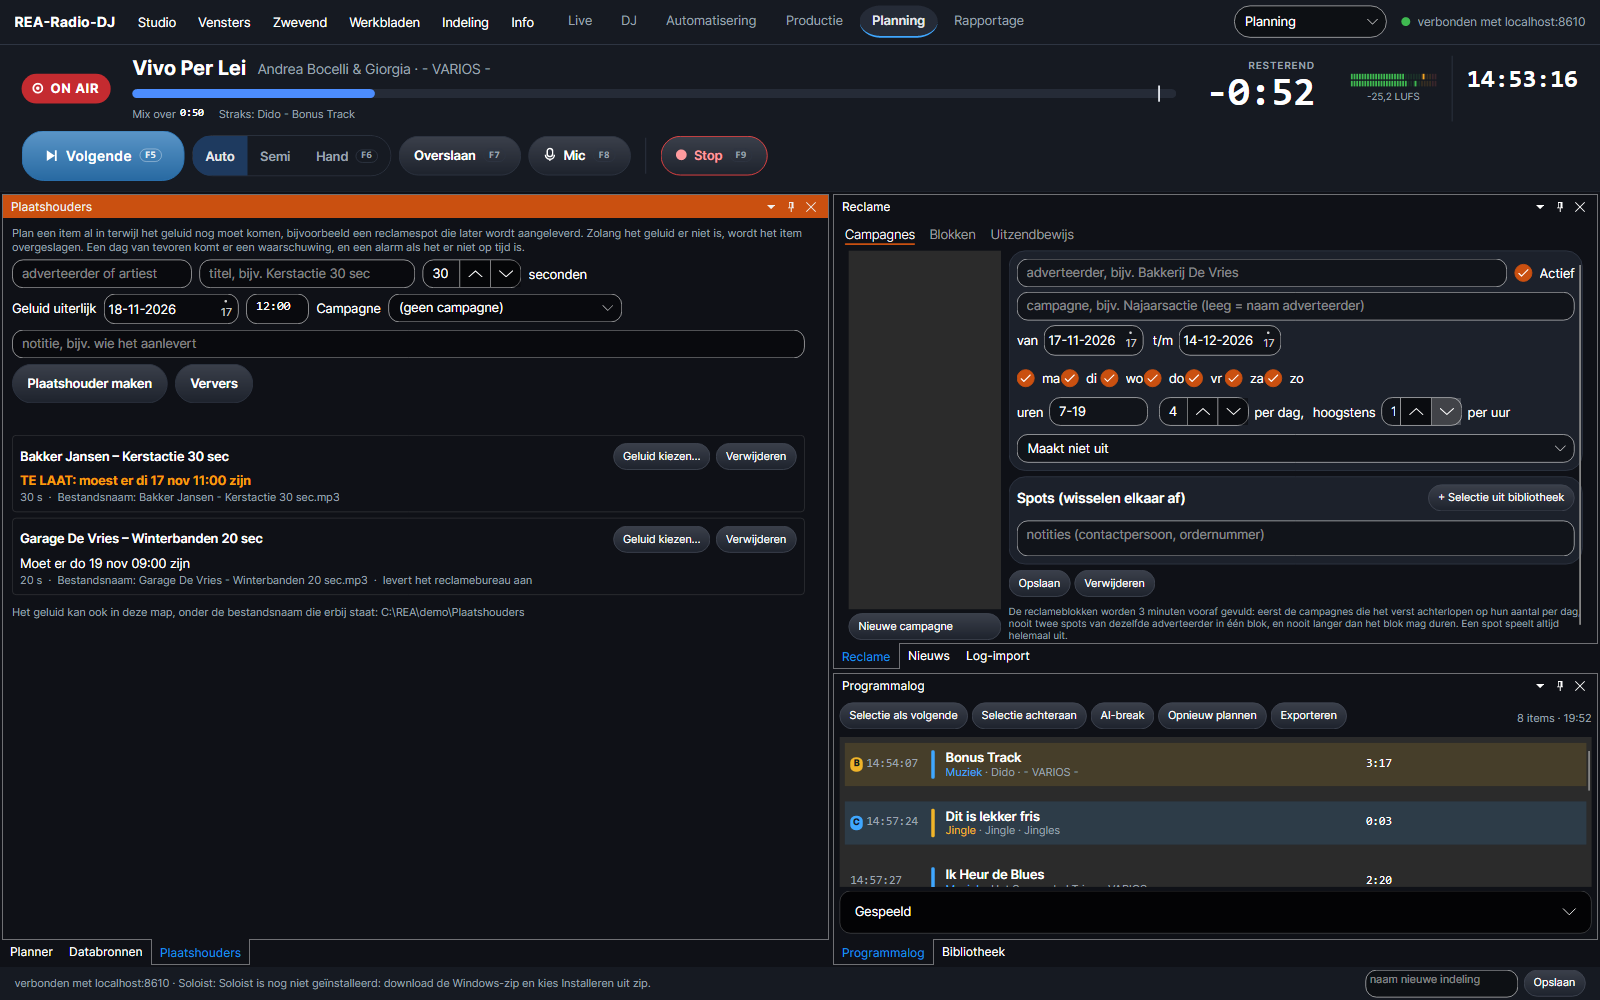 REA-Radio-DJ Studio Vensters Zwevend Werkbladen Indeling Info Live DJ Automatisering Productie Planning Rapportage Planning verbonden met localhost:8610
ON AIR
Vivo Per Lei Andrea Bocelli & Giorgia · - VARIOS -
Mix over 0:50 Straks: Dido - Bonus Track
RESTEREND
-0:52
-25,2 LUFS
14:53:16
Volgende F5 Auto Semi Hand F6 Overslaan F7 Mic F8 Stop F9
Plaatshouders
Plan een item al in terwijl het geluid nog moet komen, bijvoorbeeld een reclamespot die later wordt aangeleverd. Zolang het geluid er niet is, wordt het item
overgeslagen. Een dag van tevoren komt er een waarschuwing, en een alarm als het er niet op tijd is.
adverteerder of artiest titel, bijv. Kerstactie 30 sec 30 seconden
Geluid uiterlijk 18-11-2026 17 12:00 Campagne (geen campagne)
notitie, bijv. wie het aanlevert
Plaatshouder maken Ververs
Bakker Jansen – Kerstactie 30 sec Geluid kiezen... Verwijderen
TE LAAT: moest er di 17 nov 11:00 zijn
30 s · Bestandsnaam: Bakker Jansen - Kerstactie 30 sec.mp3
Garage De Vries – Winterbanden 20 sec Geluid kiezen... Verwijderen
Moet er do 19 nov 09:00 zijn
20 s · Bestandsnaam: Garage De Vries - Winterbanden 20 sec.mp3 · levert het reclamebureau aan
Het geluid kan ook in deze map, onder de bestandsnaam die erbij staat: C:\REA\demo\Plaatshouders
Planner Databronnen Plaatshouders
Reclame
Campagnes Blokken Uitzendbewijs
adverteerder, bijv. Bakkerij De Vries Actief
campagne, bijv. Najaarsactie (leeg = naam adverteerder)
van 17-11-2026 17 t/m 14-12-2026 17
ma di wo do vr za zo
uren 7-19 4 per dag, hoogstens 1 per uur
Maakt niet uit
Spots (wisselen elkaar af) + Selectie uit bibliotheek
notities (contactpersoon, ordernummer)
Opslaan Verwijderen
De reclameblokken worden 3 minuten vooraf gevuld: eerst de campagnes die het verst achterlopen op hun aantal per dag,
nooit twee spots van dezelfde adverteerder in één blok, en nooit langer dan het blok mag duren. Een spot speelt altijd
helemaal uit.
Nieuwe campagne
Reclame Nieuws Log-import
Programmalog
Selectie als volgende Selectie achteraan AI-break Opnieuw plannen Exporteren 8 items · 19:52
B 14:54:07 Bonus Track 3:17
Muziek · Dido · - VARIOS -
C 14:57:24 Dit is lekker fris 0:03
Jingle · Jingle · Jingles
14:57:27 Ik Heur de Blues 2:20
Gespeeld
Programmalog Bibliotheek
verbonden met localhost:8610 · Soloist: Soloist is nog niet geïnstalleerd: download de Windows-zip en kies Installeren uit zip. naam nieuwe indeling Opslaan